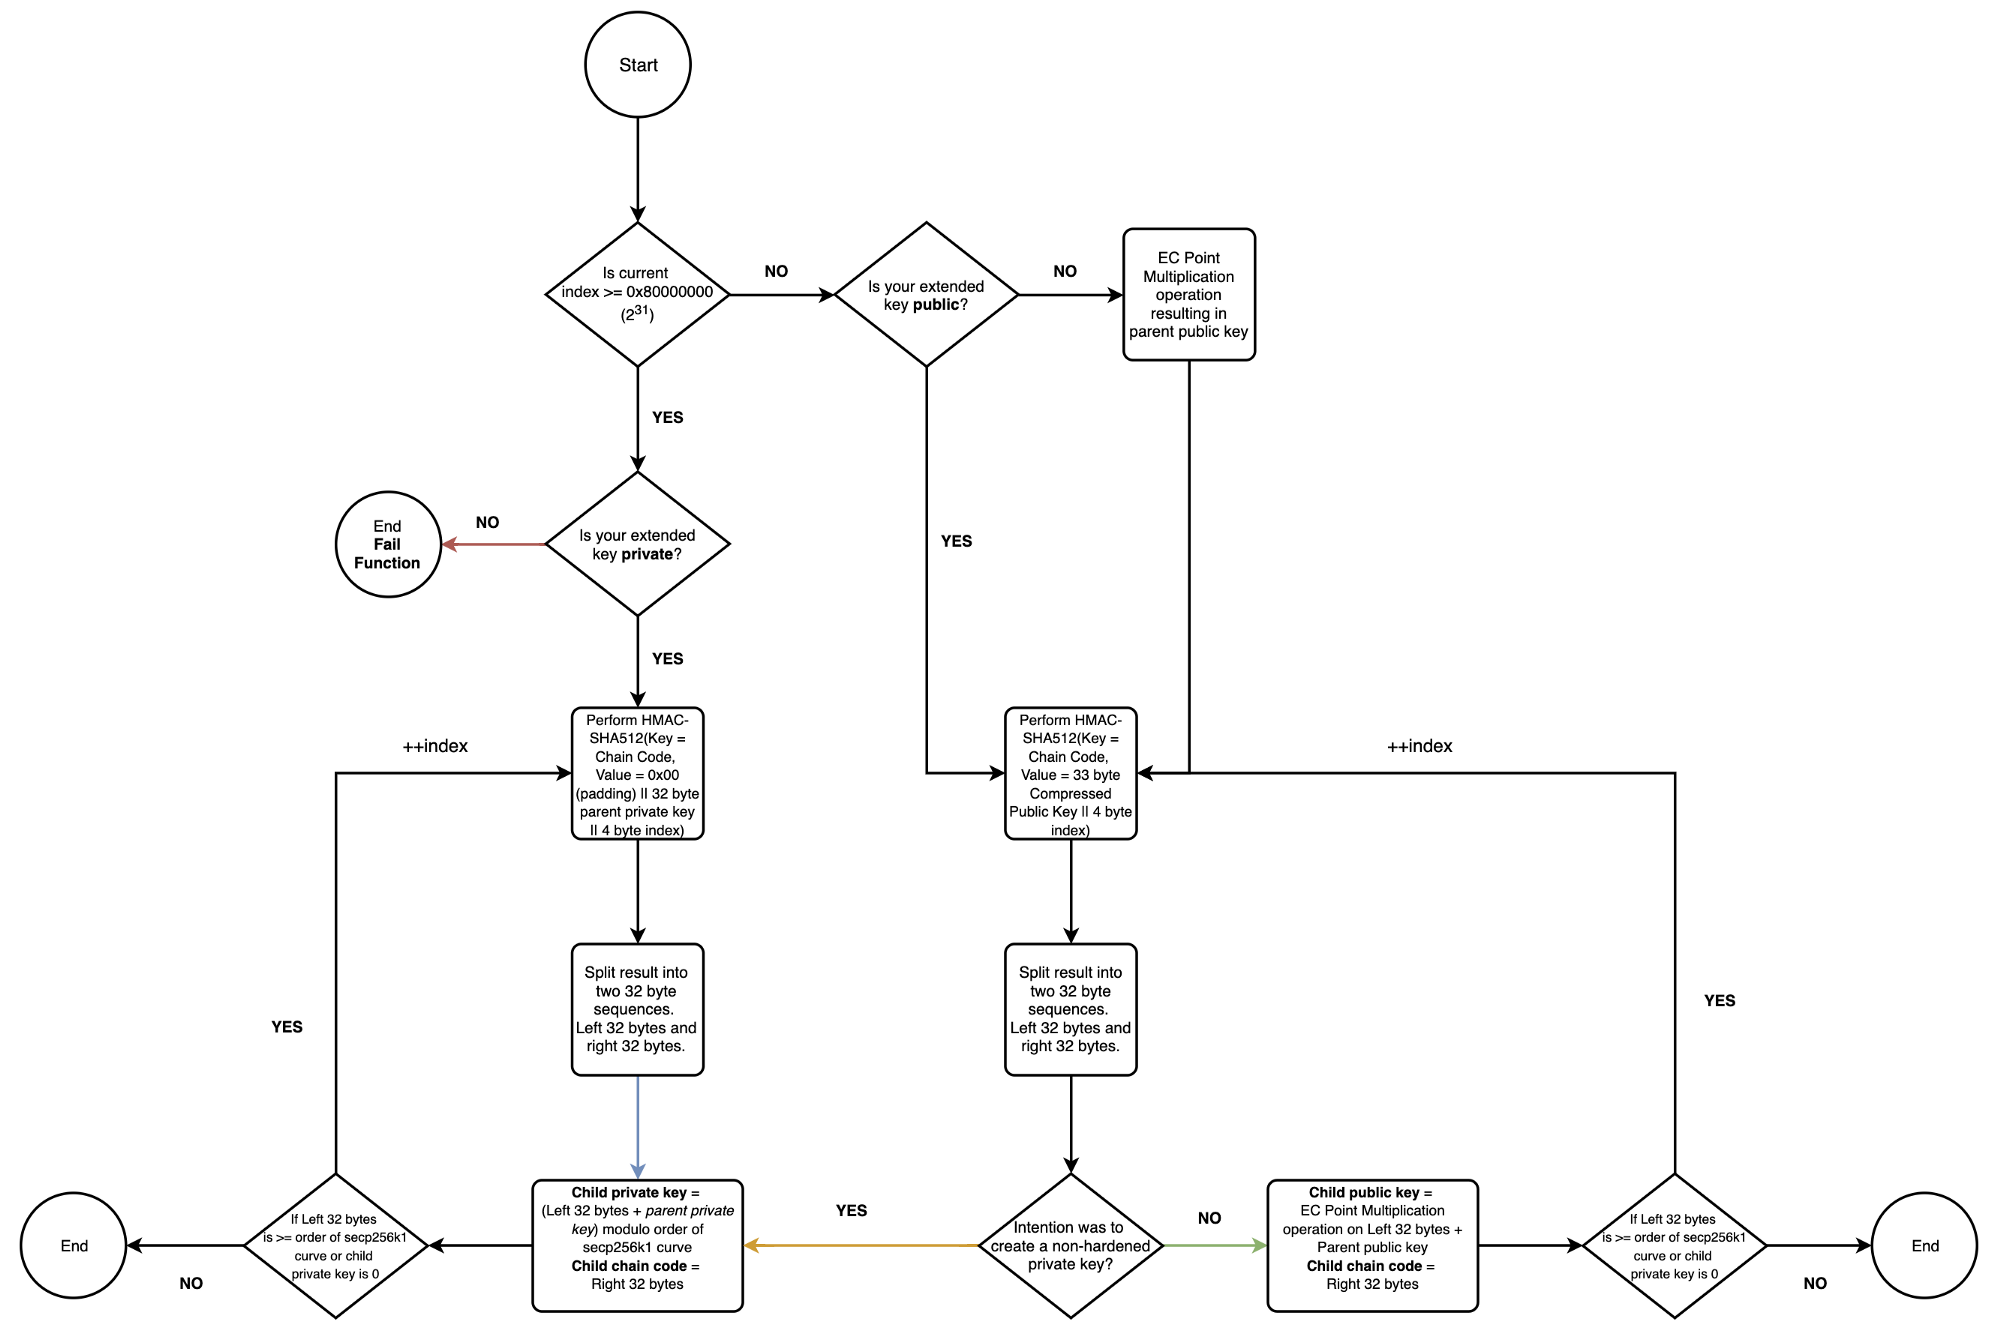 Start
Is current
index >= 0x80000000
(2^31)
NO
Is your extended
key public?
NO
EC Point
Multiplication
operation
resulting in
parent public key
YES
End
Fail
Function
NO
Is your extended
key private?
YES
YES
++index
Perform HMAC-
SHA512(Key =
Chain Code,
Value = 0x00
(padding) || 32 byte
parent private key
|| 4 byte index)
Perform HMAC-
SHA512(Key =
Chain Code,
Value = 33 byte
Compressed
Public Key || 4 byte
index)
++index
YES
Split result into
two 32 byte
sequences.
Left 32 bytes and
right 32 bytes.
Split result into
two 32 byte
sequences.
Left 32 bytes and
right 32 bytes.
YES
End
NO
If Left 32 bytes
is >= order of secp256k1
curve or child
private key is 0
Child private key =
(Left 32 bytes + parent private
key) modulo order of
secp256k1 curve
Child chain code =
Right 32 bytes
YES
Intention was to
create a non-hardened
private key?
NO
Child public key =
EC Point Multiplication
operation on Left 32 bytes +
Parent public key
Child chain code =
Right 32 bytes
If Left 32 bytes
is >= order of secp256k1
curve or child
private key is 0
NO
End